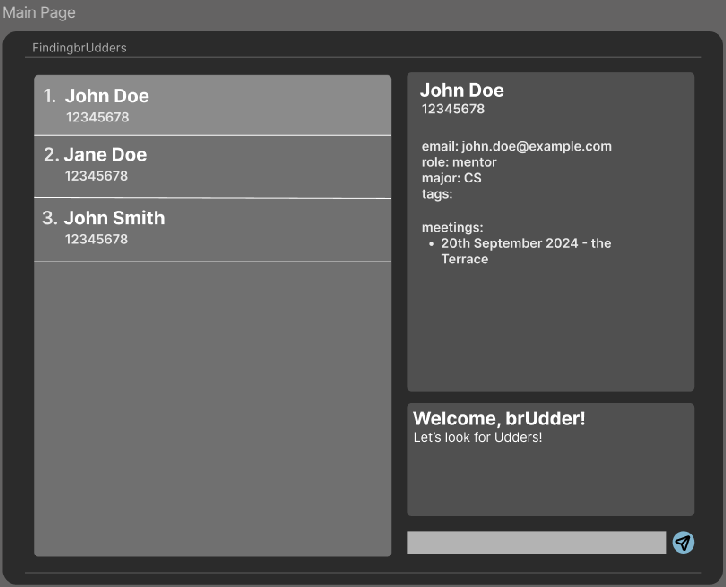 Main Page
FindingbrUdders
1. John Doe
12345678
2. Jane Doe
12345678
3. John Smith
12345678
John Doe
12345678
email: john.doe@example.com
role: mentor
major: CS
tags:
meetings:
• 20th September 2024 - the
Terrace
Welcome, brUdder!
Let's look for Udders!